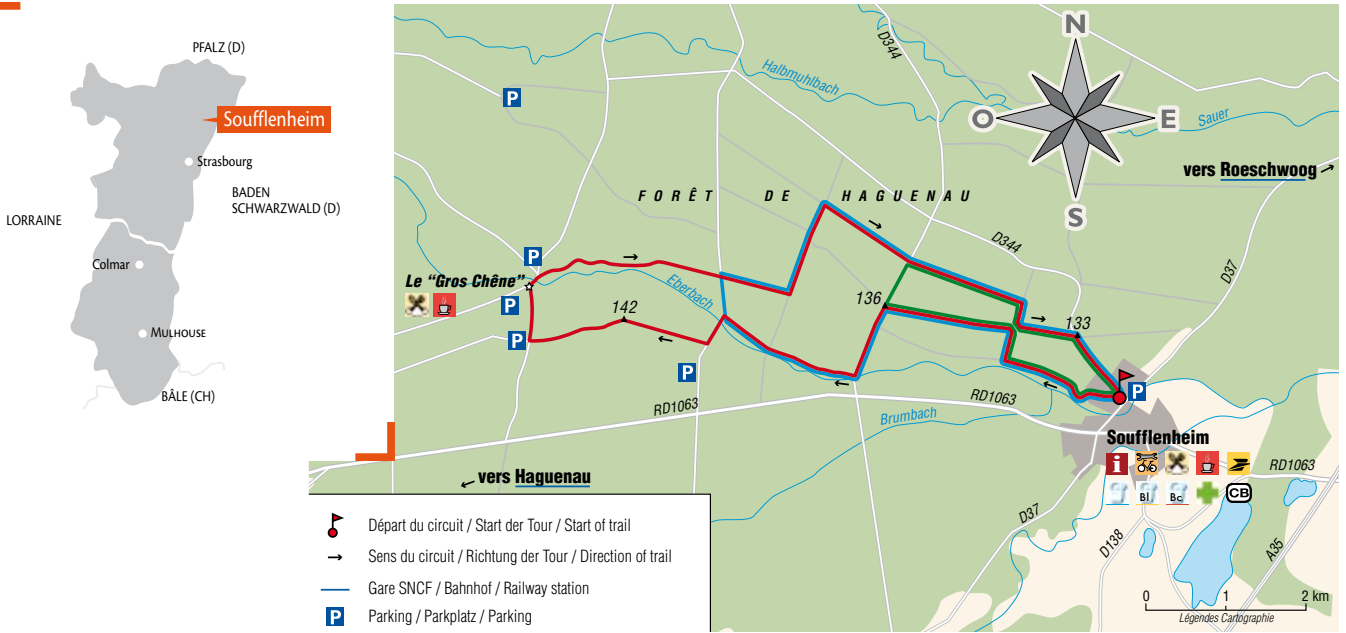 PFALZ (D)
Soufflenheim
Strasbourg
BADEN
SCHWARZWALD (D)
LORRAINE
Colmar
MULHOUSE
BÂLE (CH)
N
O
E
S
D344
Halbmuhlbach
Sauer
vers Roeschwoog →
P
FORÊT DE HAGUENAU
D344
D37
P
Le "Gros Chêne"
P
Eberbach
136
142
133
P
P
P
RD1063
RD1063
Brumbach
Soufflenheim
i
RD1063
Bl
Bc
CB
← vers Haguenau
D37
D138
A35
0 1 2 km
Légendes Cartographie
Départ du circuit / Start der Tour / Start of trail
→ Sens du circuit / Richtung der Tour / Direction of trail
Gare SNCF / Bahnhof / Railway station
P Parking / Parkplatz / Parking